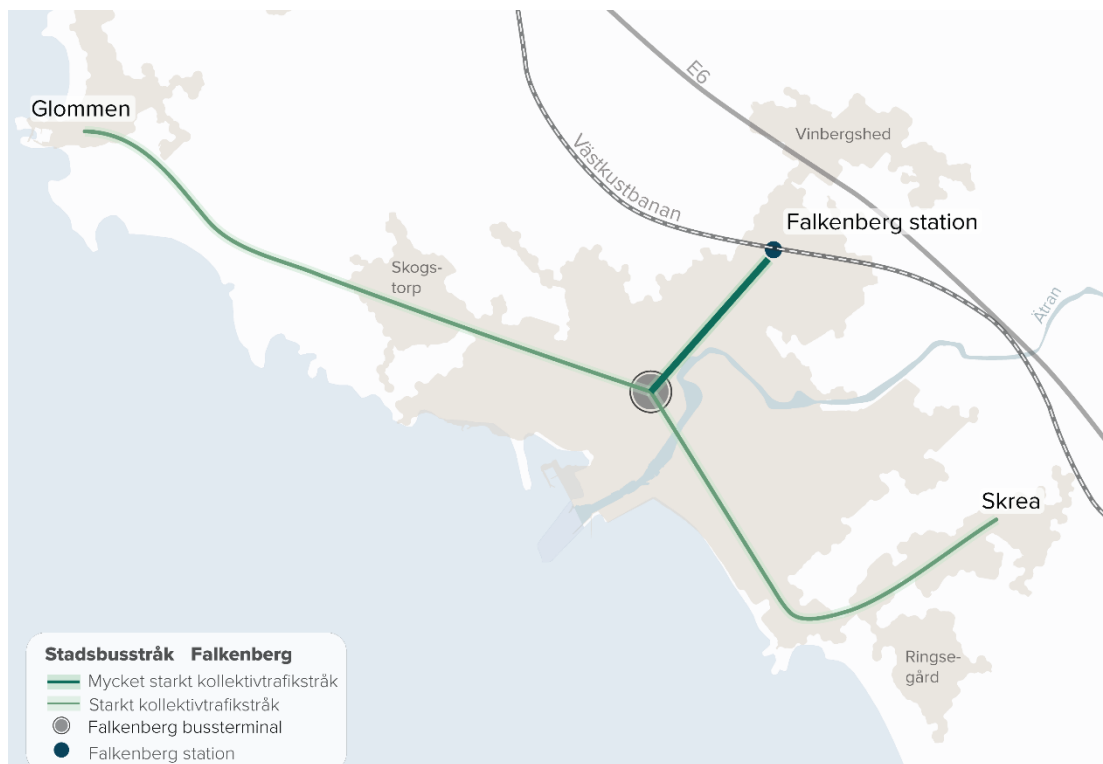 E6
Glommen
Vinbergshed
Västkustbanan
Falkenberg station
Skogs-
torp
Ätran
Skrea
Ringse-
gård
Stadsbusstråk Falkenberg
Mycket starkt kollektivtrafikstråk
Starkt kollektivtrafikstråk
Falkenberg bussterminal
Falkenberg station